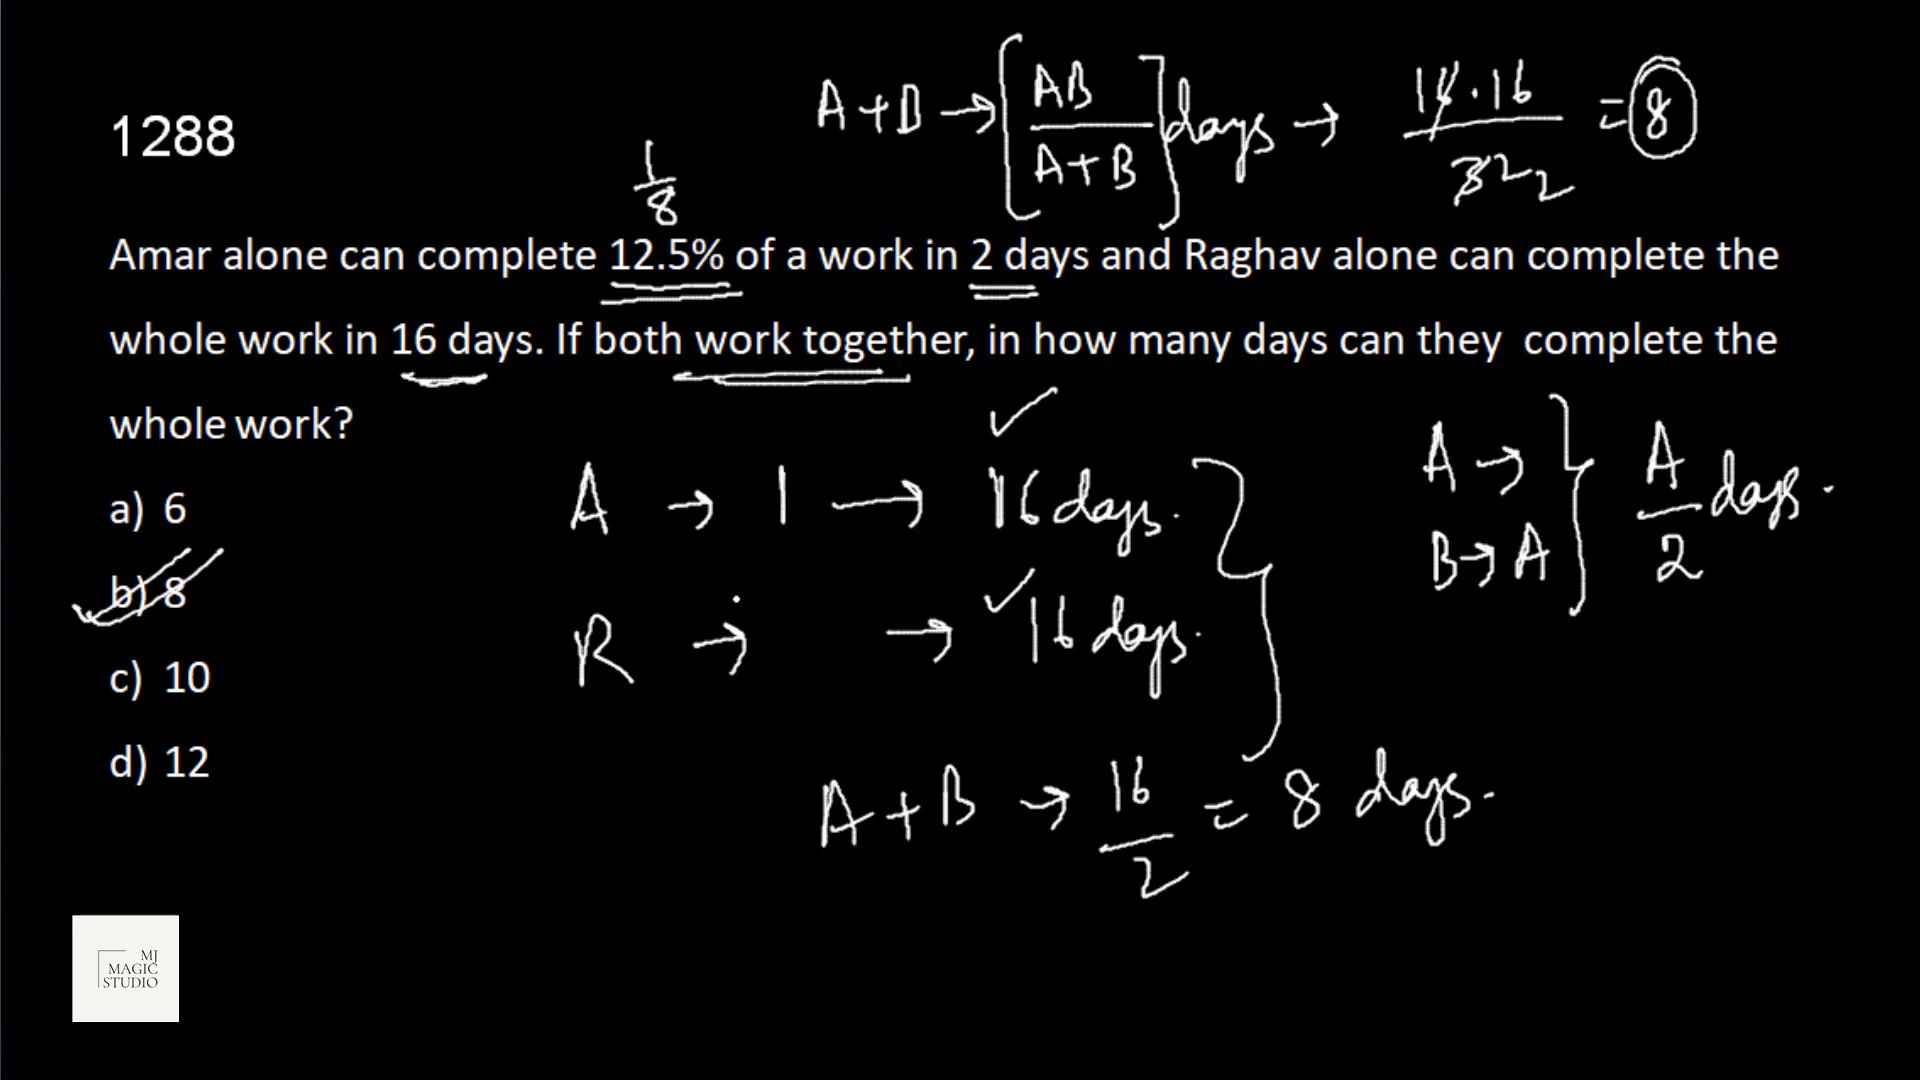 A+B → [AB / A+B] days → 16·16 / 32 2 = 8
1288
1/8
Amar alone can complete 12.5% of a work in 2 days and Raghav alone can complete the
whole work in 16 days. If both work together, in how many days can they complete the
whole work?
a) 6
b) 8
c) 10
d) 12
A → 1 → 16 days.
R → → 16 days.
A →
B → A
A/2 days.
A+B → 16/2 = 8 days.
MJ
MAGIC
STUDIO